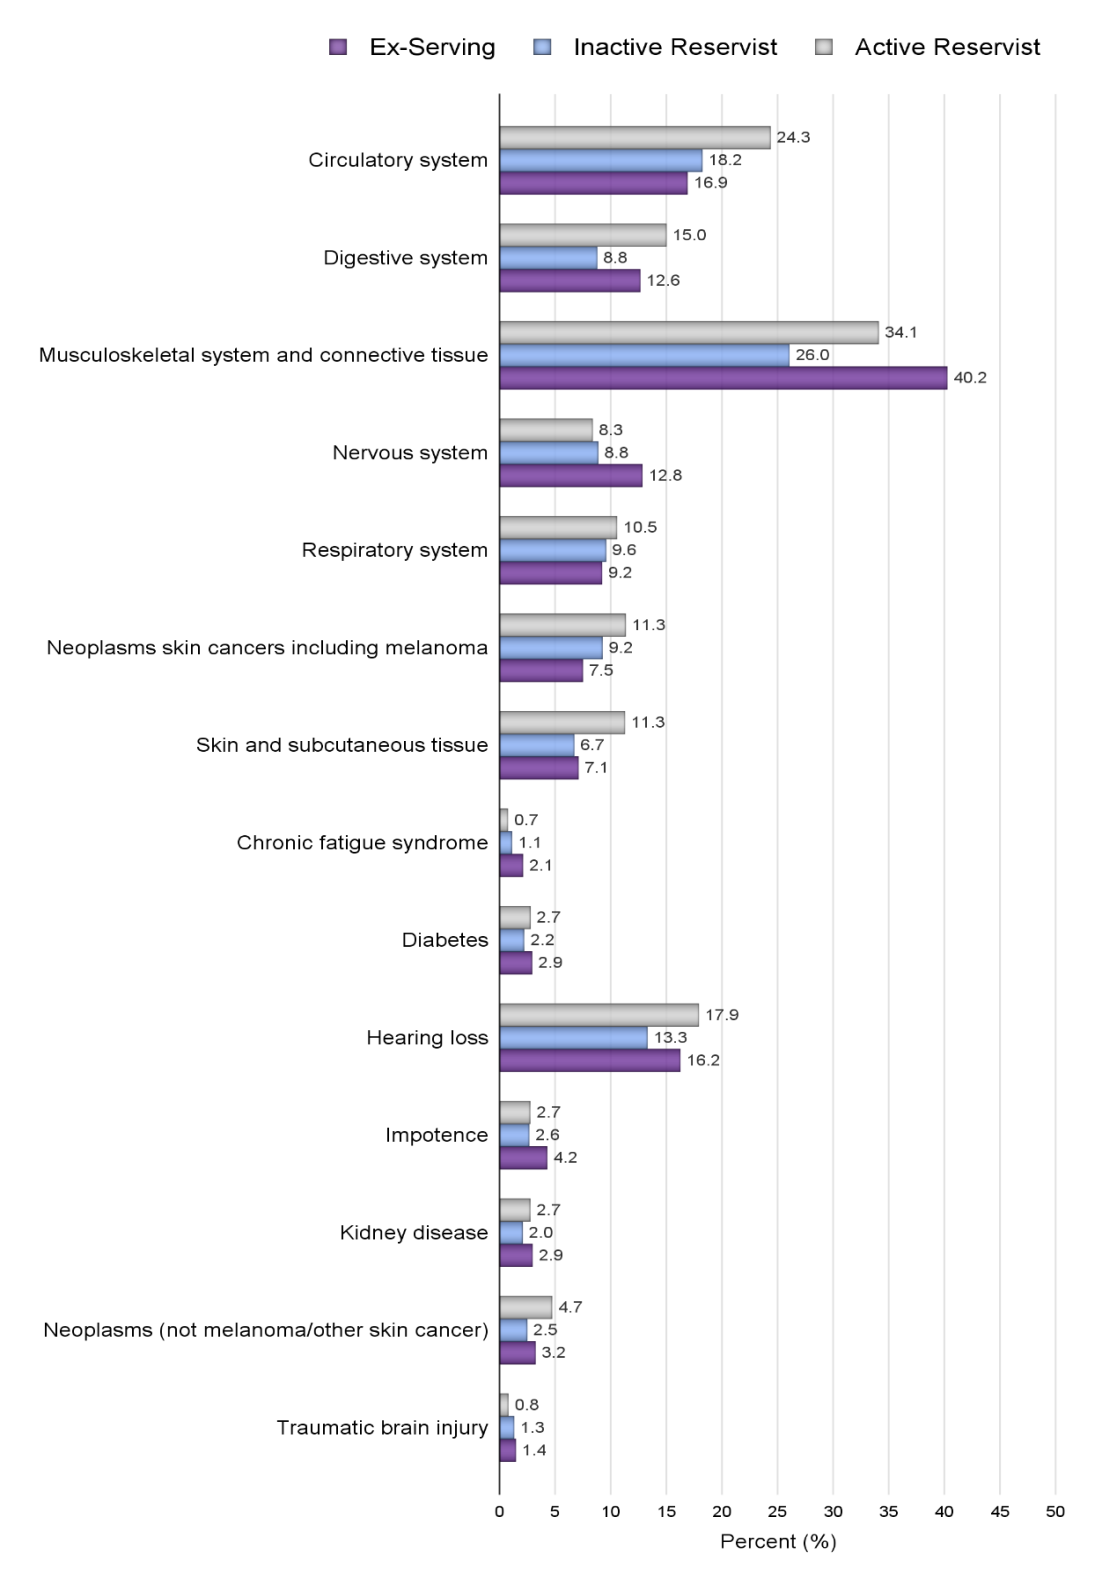 Ex-Serving Inactive Reservist Active Reservist
Circulatory system
24.3
18.2
16.9
Digestive system
15.0
8.8
12.6
Musculoskeletal system and connective tissue
34.1
26.0
40.2
Nervous system
8.3
8.8
12.8
Respiratory system
10.5
9.6
9.2
Neoplasms skin cancers including melanoma
11.3
9.2
7.5
Skin and subcutaneous tissue
11.3
6.7
7.1
Chronic fatigue syndrome
0.7
1.1
2.1
Diabetes
2.7
2.2
2.9
Hearing loss
17.9
13.3
16.2
Impotence
2.7
2.6
4.2
Kidney disease
2.7
2.0
2.9
Neoplasms (not melanoma/other skin cancer)
4.7
2.5
3.2
Traumatic brain injury
0.8
1.3
1.4
0 5 10 15 20 25 30 35 40 45 50
Percent (%)